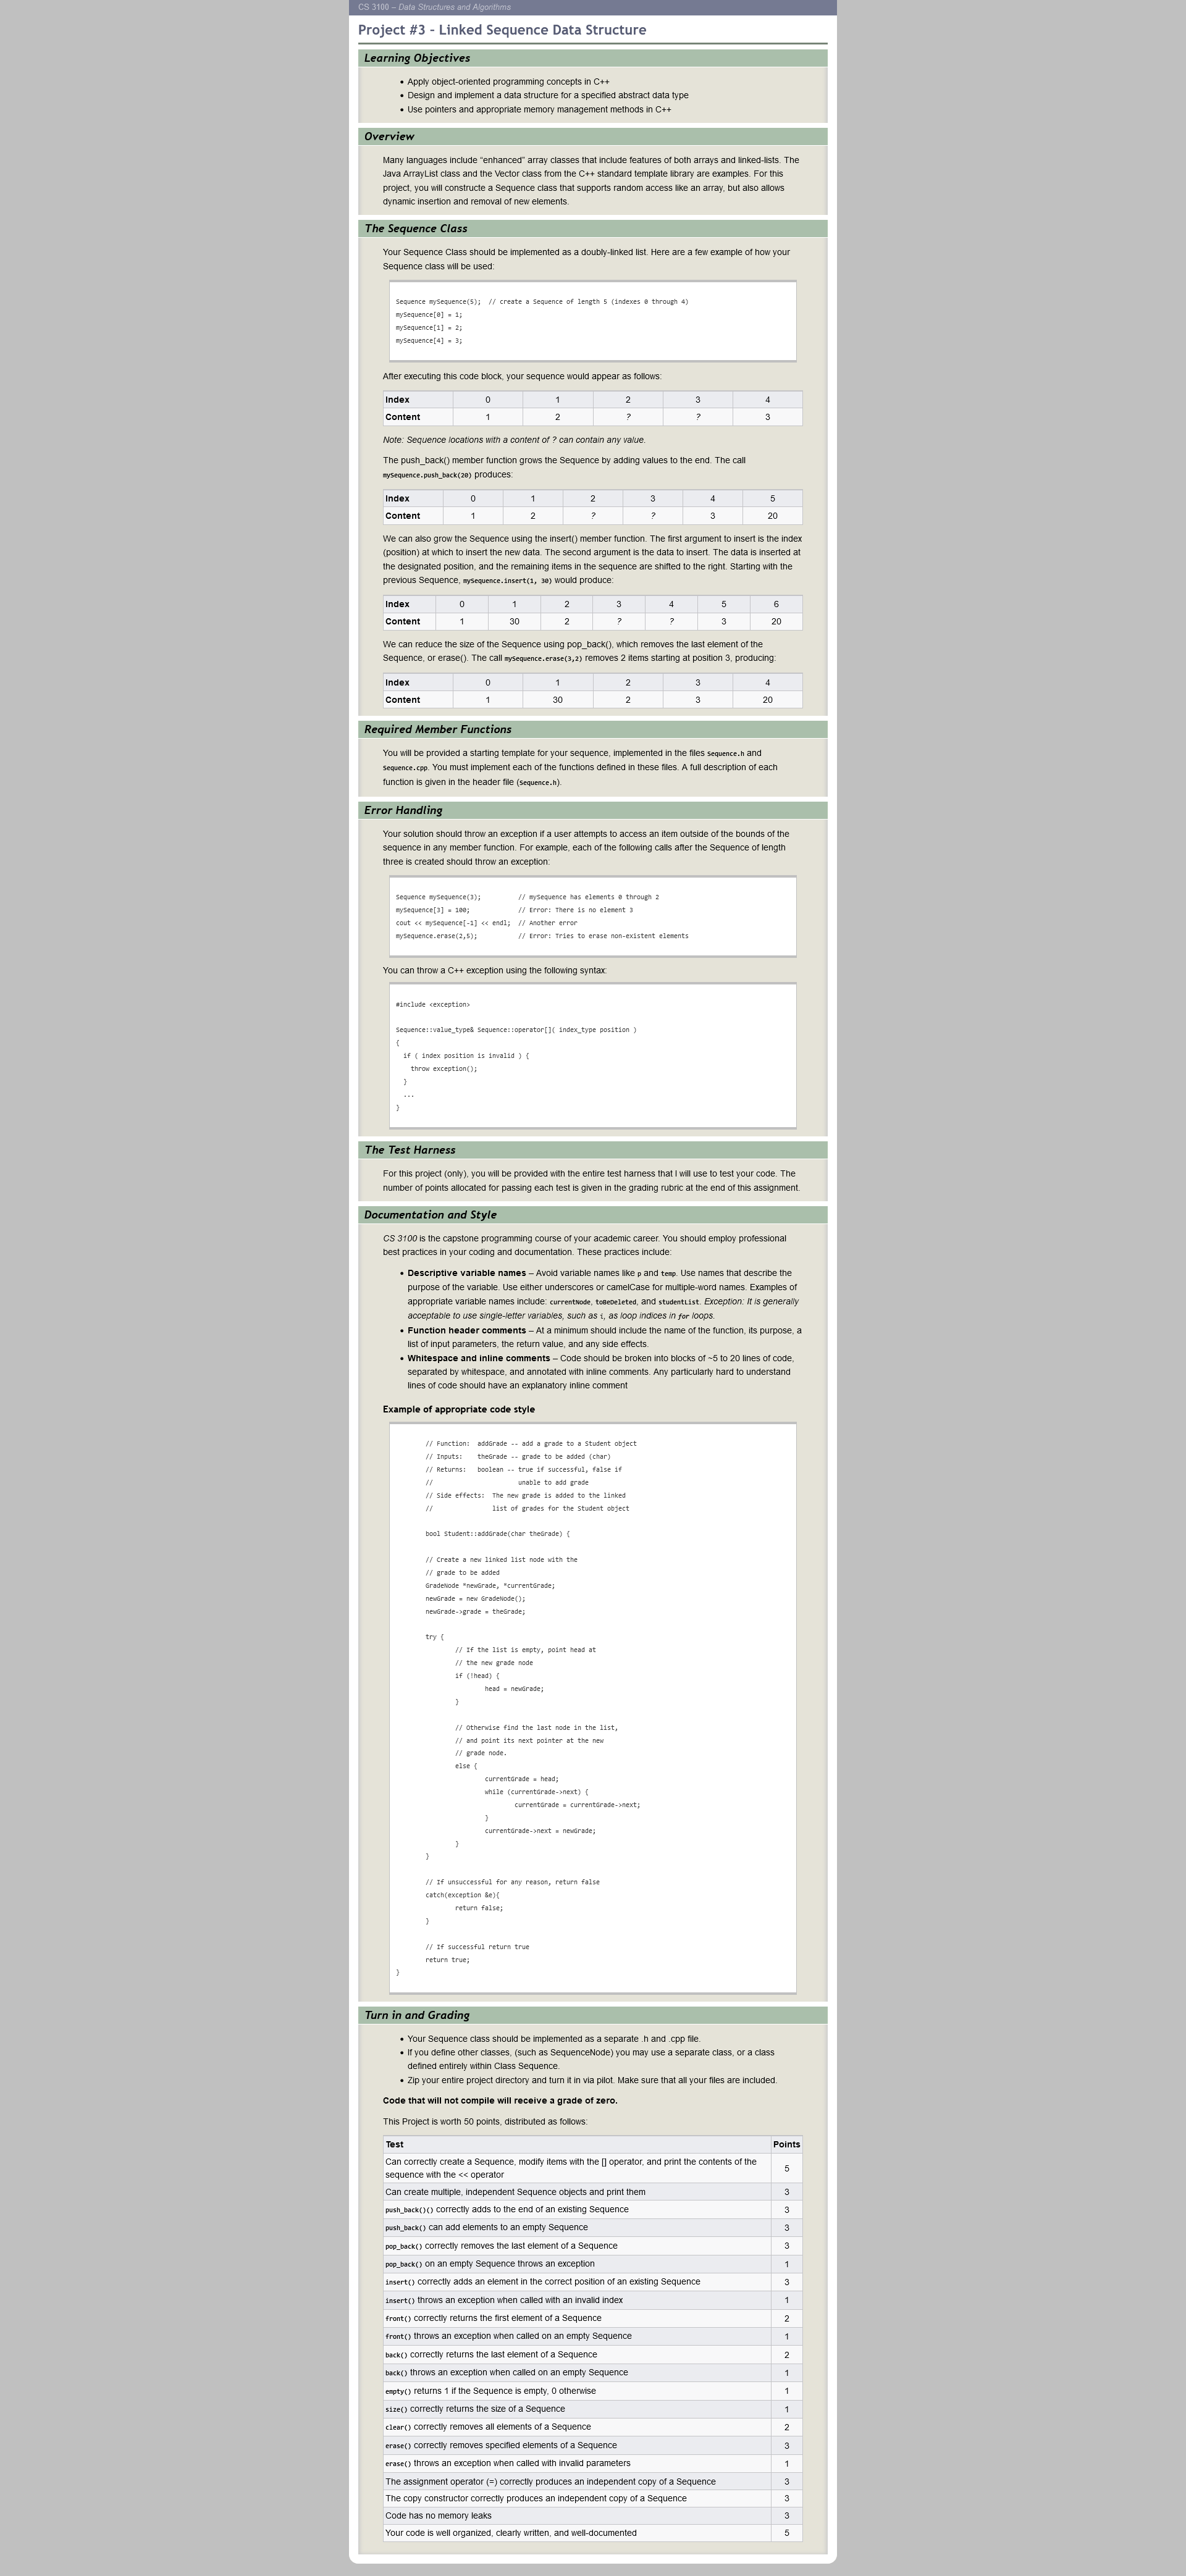 CS 3100 – Data Structures and Algorithms
Project #3 - Linked Sequence Data Structure
Learning Objectives
• Apply object-oriented programming concepts in C++
• Design and implement a data structure for a specified abstract data type
• Use pointers and appropriate memory management methods in C++
Overview
Many languages include “enhanced” array classes that include features of both arrays and linked-lists. The
Java ArrayList class and the Vector class from the C++ standard template library are examples. For this
project, you will constructe a Sequence class that supports random access like an array, but also allows
dynamic insertion and removal of new elements.
The Sequence Class
Your Sequence Class should be implemented as a doubly-linked list. Here are a few example of how your
Sequence class will be used:
Sequence mySequence(5);  // create a Sequence of length 5 (indexes 0 through 4)
mySequence[0] = 1;
mySequence[1] = 2;
mySequence[4] = 3;
After executing this code block, your sequence would appear as follows:
Index 0 1 2 3 4
Content 1 2 ? ? 3
Note: Sequence locations with a content of ? can contain any value.
The push_back() member function grows the Sequence by adding values to the end. The call
mySequence.push_back(20) produces:
Index 0 1 2 3 4 5
Content 1 2 ? ? 3 20
We can also grow the Sequence using the insert() member function. The first argument to insert is the index
(position) at which to insert the new data. The second argument is the data to insert. The data is inserted at
the designated position, and the remaining items in the sequence are shifted to the right. Starting with the
previous Sequence, mySequence.insert(1, 30) would produce:
Index 0 1 2 3 4 5 6
Content 1 30 2 ? ? 3 20
We can reduce the size of the Sequence using pop_back(), which removes the last element of the
Sequence, or erase(). The call mySequence.erase(3,2) removes 2 items starting at position 3, producing:
Index 0 1 2 3 4
Content 1 30 2 3 20
Required Member Functions
You will be provided a starting template for your sequence, implemented in the files Sequence.h and
Sequence.cpp. You must implement each of the functions defined in these files. A full description of each
function is given in the header file (Sequence.h).
Error Handling
Your solution should throw an exception if a user attempts to access an item outside of the bounds of the
sequence in any member function. For example, each of the following calls after the Sequence of length
three is created should throw an exception:
Sequence mySequence(3);          // mySequence has elements 0 through 2
mySequence[3] = 100;             // Error: There is no element 3
cout << mySequence[-1] << endl;  // Another error
mySequence.erase(2,5);           // Error: Tries to erase non-existent elements
You can throw a C++ exception using the following syntax:
#include <exception>
Sequence::value_type& Sequence::operator[]( index_type position )
{
if ( index position is invalid ) {
throw exception();
}
...
}
The Test Harness
For this project (only), you will be provided with the entire test harness that I will use to test your code. The
number of points allocated for passing each test is given in the grading rubric at the end of this assignment.
Documentation and Style
CS 3100 is the capstone programming course of your academic career. You should employ professional
best practices in your coding and documentation. These practices include:
• Descriptive variable names – Avoid variable names like p and temp. Use names that describe the
purpose of the variable. Use either underscores or camelCase for multiple-word names. Examples of
appropriate variable names include: currentNode, toBeDeleted, and studentList. Exception: It is generally
acceptable to use single-letter variables, such as i, as loop indices in for loops.
• Function header comments – At a minimum should include the name of the function, its purpose, a
list of input parameters, the return value, and any side effects.
• Whitespace and inline comments – Code should be broken into blocks of ~5 to 20 lines of code,
separated by whitespace, and annotated with inline comments. Any particularly hard to understand
lines of code should have an explanatory inline comment
Example of appropriate code style
// Function:  addGrade -- add a grade to a Student object
// Inputs:    theGrade -- grade to be added (char)
// Returns:   boolean -- true if successful, false if
//                       unable to add grade
// Side effects:  The new grade is added to the linked
//                list of grades for the Student object
bool Student::addGrade(char theGrade) {
// Create a new linked list node with the
// grade to be added
GradeNode *newGrade, *currentGrade;
newGrade = new GradeNode();
newGrade->grade = theGrade;
try {
// If the list is empty, point head at
// the new grade node
if (!head) {
head = newGrade;
}
// Otherwise find the last node in the list,
// and point its next pointer at the new
// grade node.
else {
currentGrade = head;
while (currentGrade->next) {
currentGrade = currentGrade->next;
}
currentGrade->next = newGrade;
}
}
// If unsuccessful for any reason, return false
catch(exception &e){
return false;
}
// If successful return true
return true;
}
Turn in and Grading
• Your Sequence class should be implemented as a separate .h and .cpp file.
• If you define other classes, (such as SequenceNode) you may use a separate class, or a class
defined entirely within Class Sequence.
• Zip your entire project directory and turn it in via pilot. Make sure that all your files are included.
Code that will not compile will receive a grade of zero.
This Project is worth 50 points, distributed as follows:
Test Points
Can correctly create a Sequence, modify items with the [] operator, and print the contents of the
sequence with the << operator 5
Can create multiple, independent Sequence objects and print them 3
push_back()() correctly adds to the end of an existing Sequence 3
push_back() can add elements to an empty Sequence 3
pop_back() correctly removes the last element of a Sequence 3
pop_back() on an empty Sequence throws an exception 1
insert() correctly adds an element in the correct position of an existing Sequence 3
insert() throws an exception when called with an invalid index 1
front() correctly returns the first element of a Sequence 2
front() throws an exception when called on an empty Sequence 1
back() correctly returns the last element of a Sequence 2
back() throws an exception when called on an empty Sequence 1
empty() returns 1 if the Sequence is empty, 0 otherwise 1
size() correctly returns the size of a Sequence 1
clear() correctly removes all elements of a Sequence 2
erase() correctly removes specified elements of a Sequence 3
erase() throws an exception when called with invalid parameters 1
The assignment operator (=) correctly produces an independent copy of a Sequence 3
The copy constructor correctly produces an independent copy of a Sequence 3
Code has no memory leaks 3
Your code is well organized, clearly written, and well-documented 5